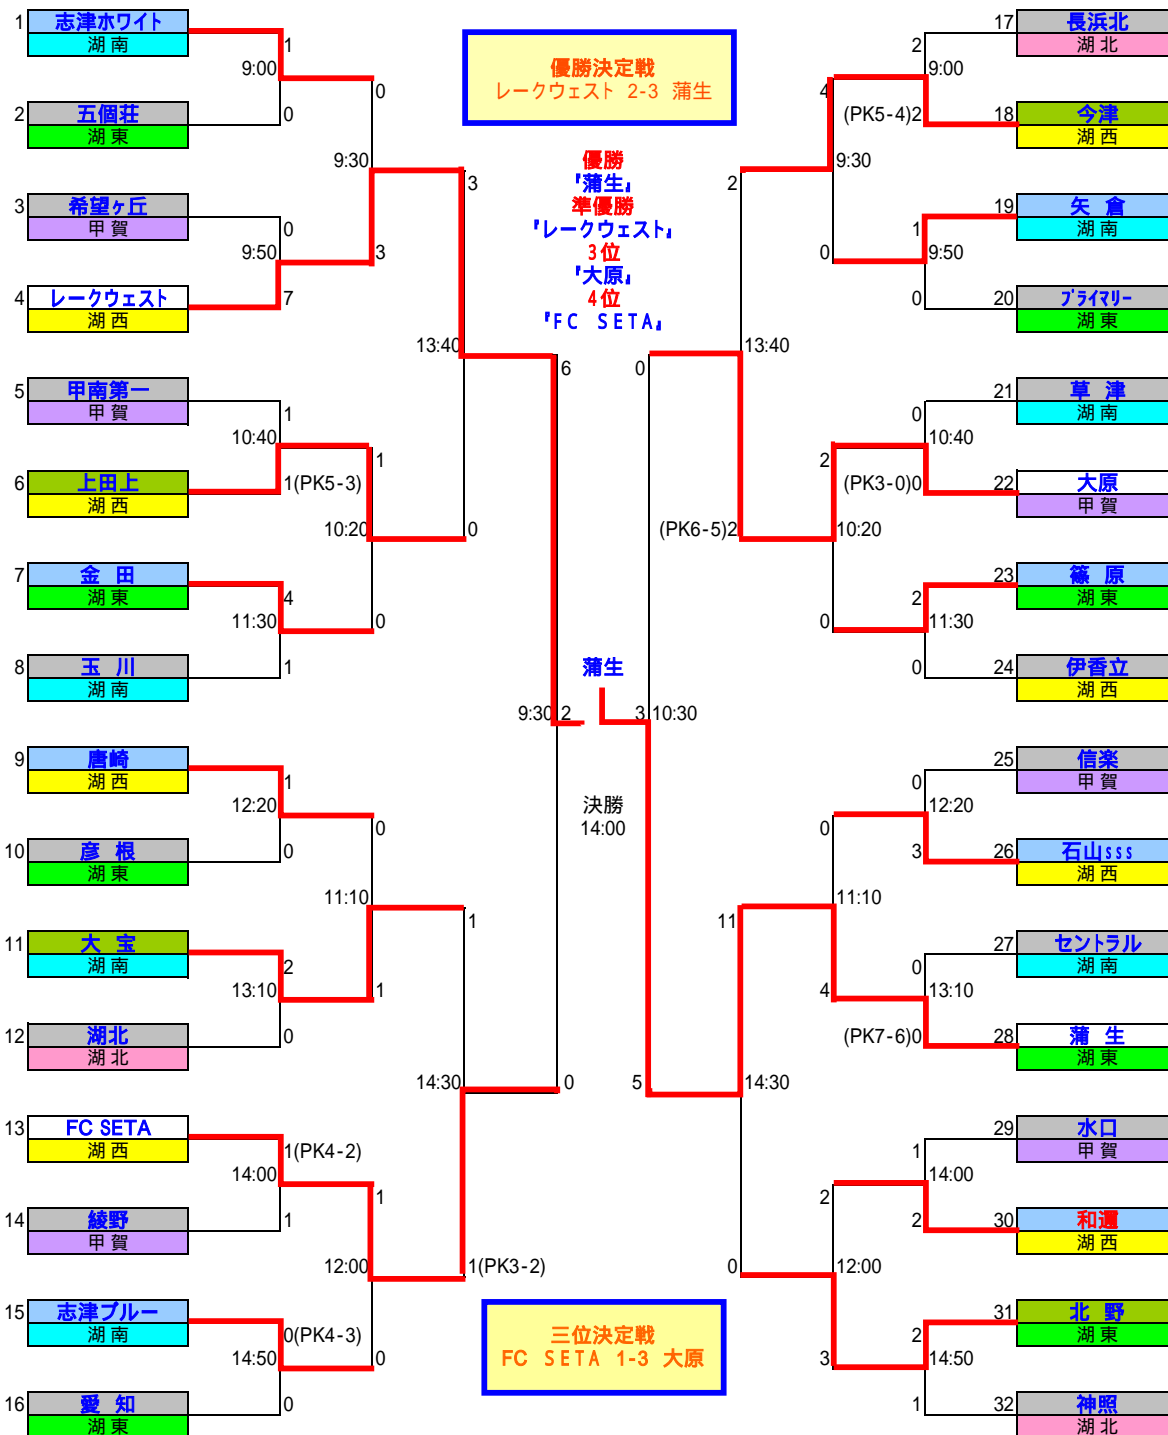 1 志津ホワイト
湖南
1
9:00
0
2 五個荘
湖東
0
9:30
3 希望ヶ丘
甲賀
0
9:50
3
4 レークウェスト
湖西
7
3
13:40
5 甲南第一
甲賀
1
10:40
1
6 上田上
湖西
1(PK5-3)
10:20
0
7 金田
湖東
4
11:30
0
8 玉川
湖南
1
6
9:30 2
9 唐崎
湖西
1
12:20
0
10 彦根
湖東
0
11:10
1
11 大宝
湖南
2
13:10
1
12 湖北
湖北
0
14:30
0
13 FC SETA
湖西
1(PK4-2)
14:00
1
14 綾野
甲賀
1
12:00
1(PK3-2)
15 志津ブルー
湖南
0(PK4-3)
14:50
0
16 愛知
湖東
0
優勝決定戦
レークウェスト 2-3 蒲生
優勝
『蒲生』
準優勝
『レークウェスト』
3位
『大原』
4位
『FC SETA』
蒲生
決勝
14:00
三位決定戦
FC SETA 1-3 大原
17 長浜北
湖北
2
9:00
4
(PK5-4)2
18 今津
湖西
9:30
2
19 矢倉
湖南
1
9:50
0
20 プライマリー
湖東
0
13:40
0
21 草津
湖南
0
10:40
2
(PK3-0)0
22 大原
甲賀
(PK6-5)2
10:20
23 篠原
湖東
2
11:30
0
24 伊香立
湖西
0
3 10:30
25 信楽
甲賀
0
12:20
0
26 石山sss
湖西
3
11
11:10
27 セントラル
湖南
0
13:10
4
(PK7-6)0
28 蒲生
湖東
5
14:30
29 水口
甲賀
1
14:00
2
30 和邇
湖西
2
0
12:00
31 北野
湖東
2
14:50
3
32 神照
湖北
1